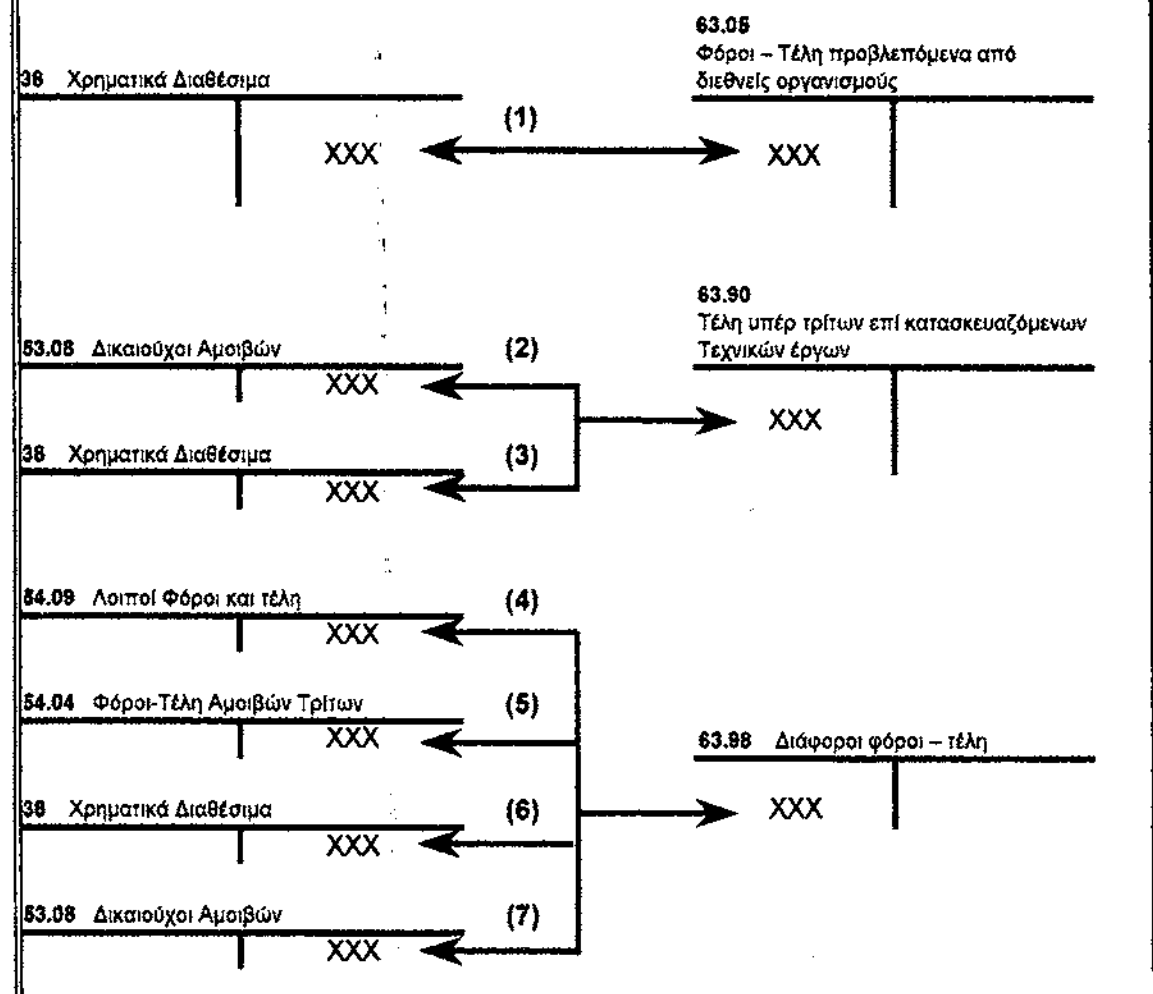 63.05
Φόροι – Τέλη προβλεπόμενα από
διεθνείς οργανισμούς
38 Χρηματικά Διαθέσιμα
(1)
XXX
XXX
63.90
Τέλη υπέρ τρίτων επί κατασκευαζόμενων
Τεχνικών έργων
53.08 Δικαιούχοι Αμοιβών
(2)
XXX
XXX
38 Χρηματικά Διαθέσιμα
(3)
XXX
54.09 Λοιποί Φόροι και τέλη
(4)
XXX
54.04 Φόροι-Τέλη Αμοιβών Τρίτων
(5)
XXX
63.98 Διάφοροι φόροι – τέλη
38 Χρηματικά Διαθέσιμα
(6)
XXX
XXX
53.08 Δικαιούχοι Αμοιβών
(7)
XXX